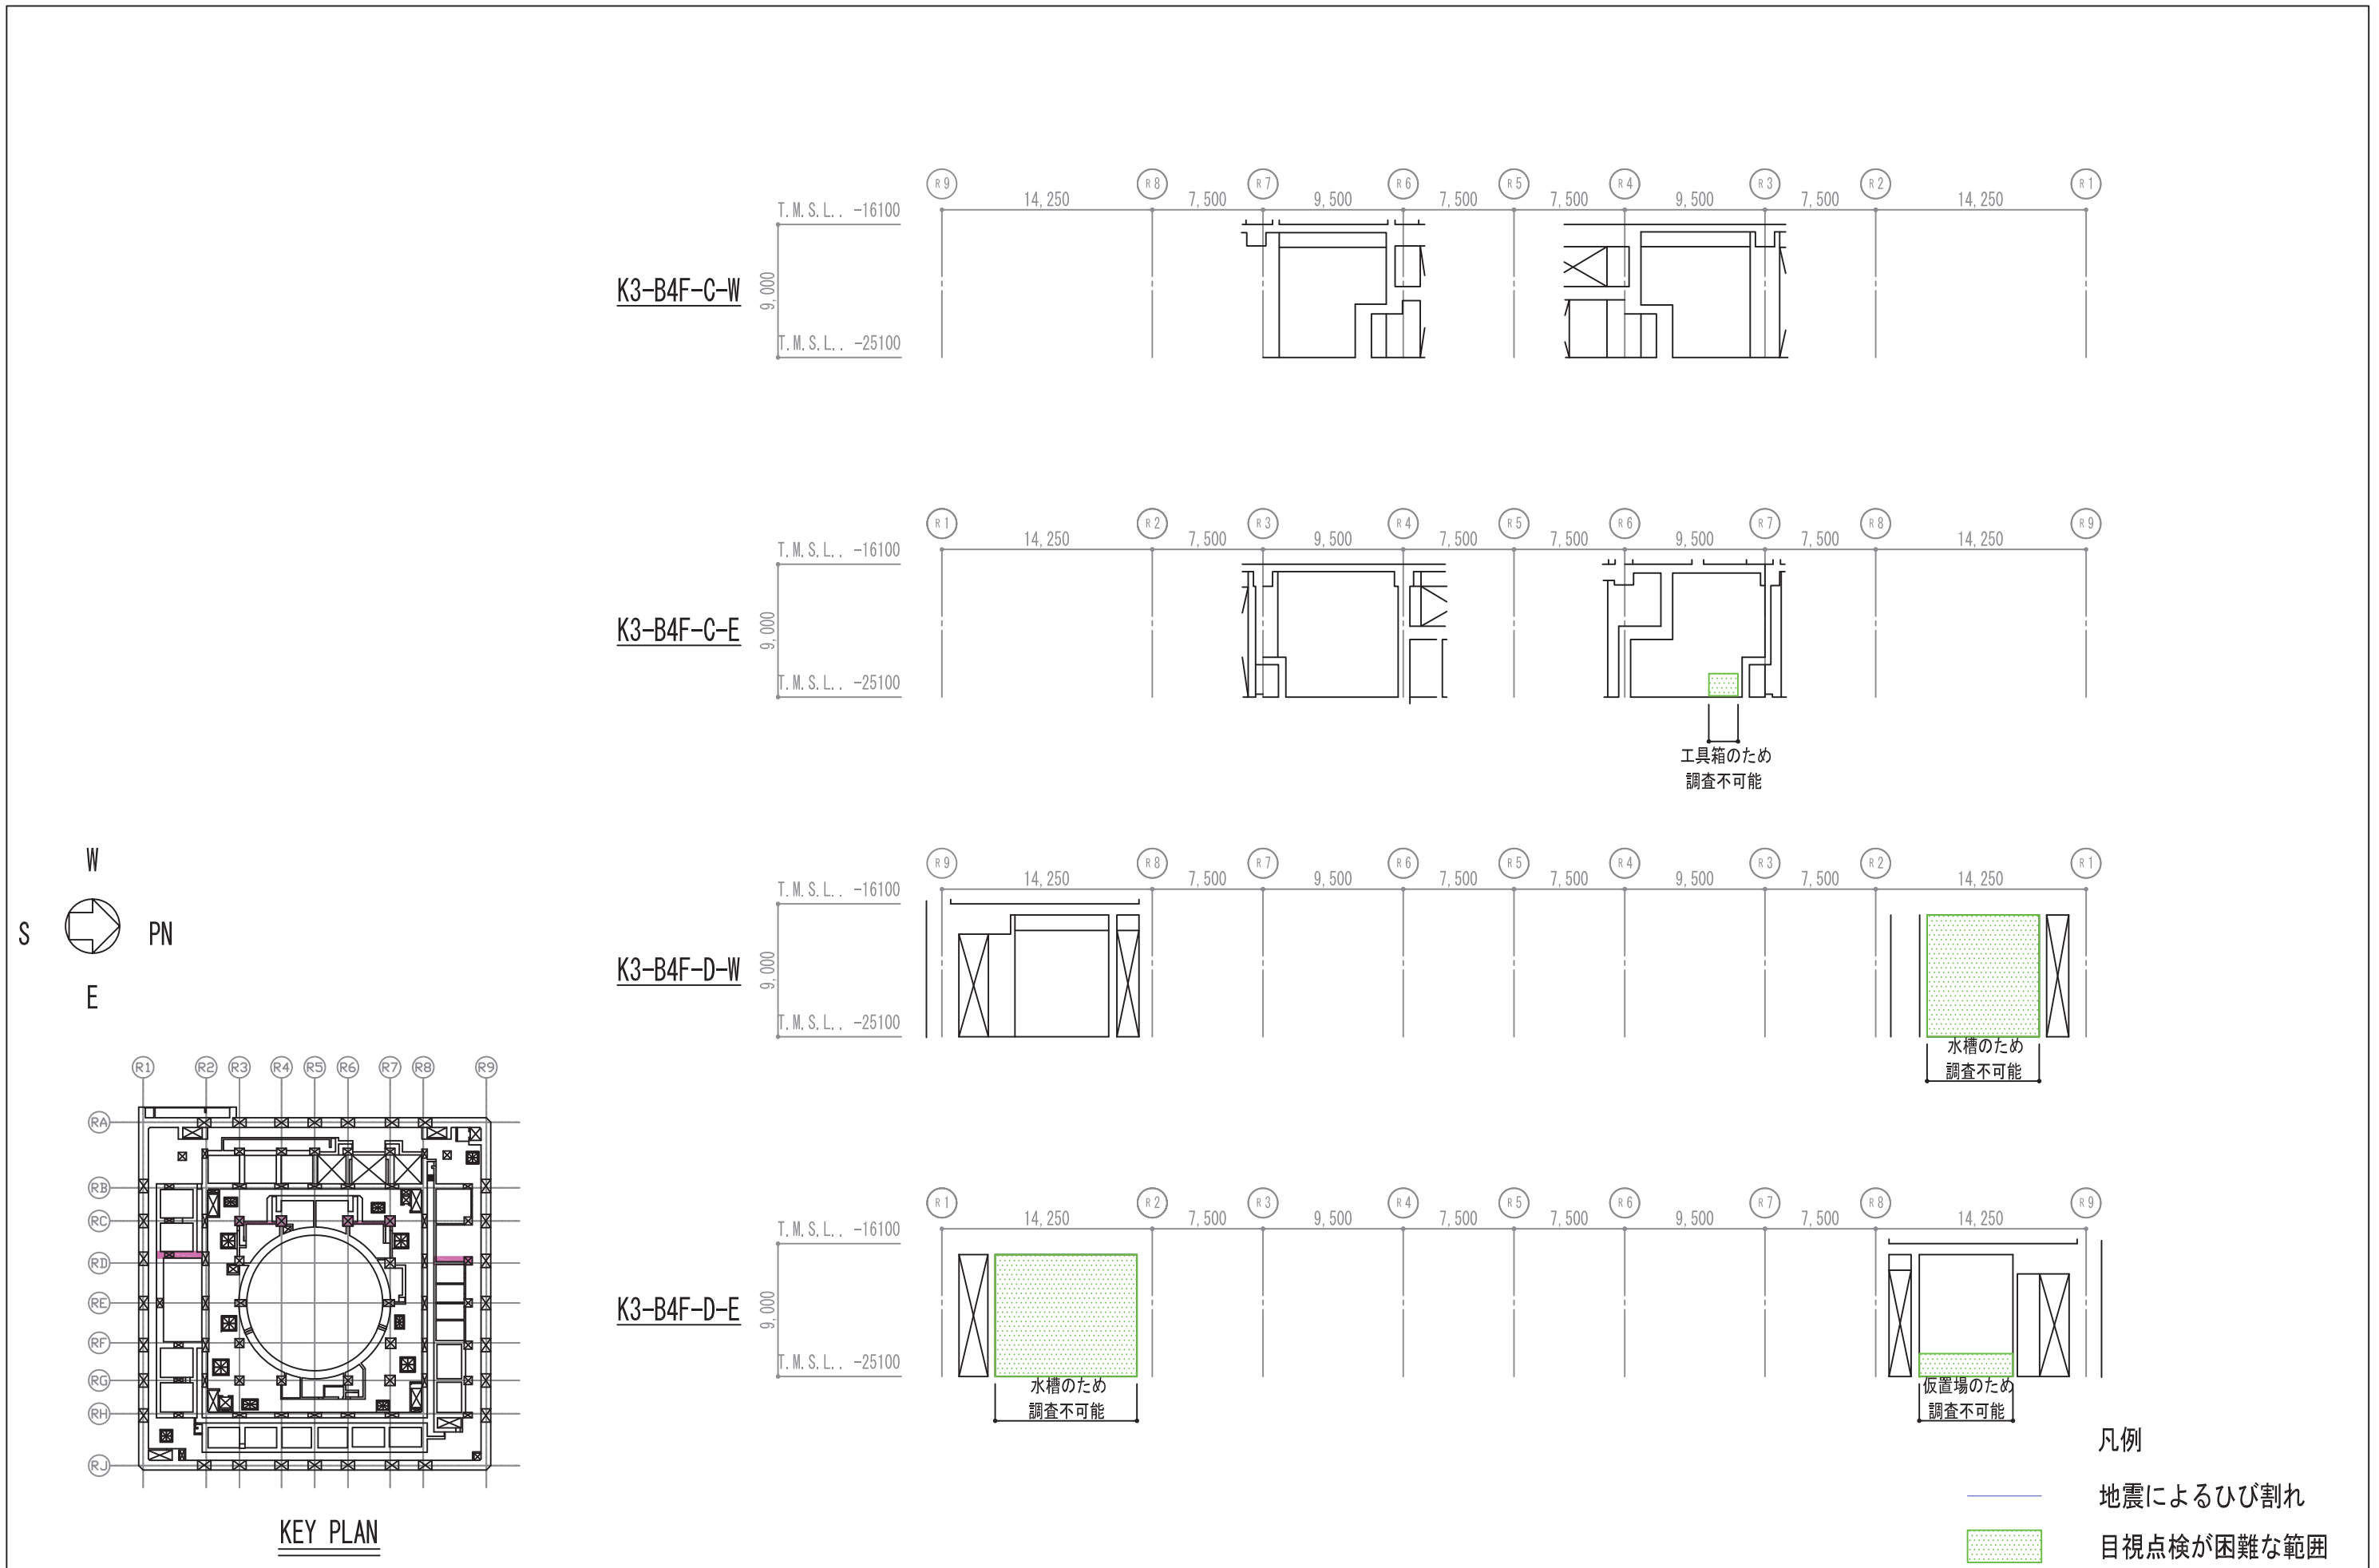 R9 R8 R7 R6 R5 R4 R3 R2 R1
14,250 7,500 9,500 7,500 7,500 9,500 7,500 14,250
T.M.S.L.. -16100
K3-B4F-C-W
9,000
T.M.S.L.. -25100
R1 R2 R3 R4 R5 R6 R7 R8 R9
14,250 7,500 9,500 7,500 7,500 9,500 7,500 14,250
T.M.S.L.. -16100
K3-B4F-C-E
9,000
T.M.S.L.. -25100
工具箱のため
調査不可能
R9 R8 R7 R6 R5 R4 R3 R2 R1
14,250 7,500 9,500 7,500 7,500 9,500 7,500 14,250
T.M.S.L.. -16100
K3-B4F-D-W
9,000
T.M.S.L.. -25100
水槽のため
調査不可能
R1 R2 R3 R4 R5 R6 R7 R8 R9
14,250 7,500 9,500 7,500 7,500 9,500 7,500 14,250
T.M.S.L.. -16100
K3-B4F-D-E
9,000
T.M.S.L.. -25100
水槽のため
調査不可能
仮置場のため
調査不可能
W
S PN
E
R1 R2 R3 R4 R5 R6 R7 R8 R9
RA
RB
RC
RD
RE
RF
RG
RH
RJ
KEY PLAN
凡例
地震によるひび割れ
目視点検が困難な範囲